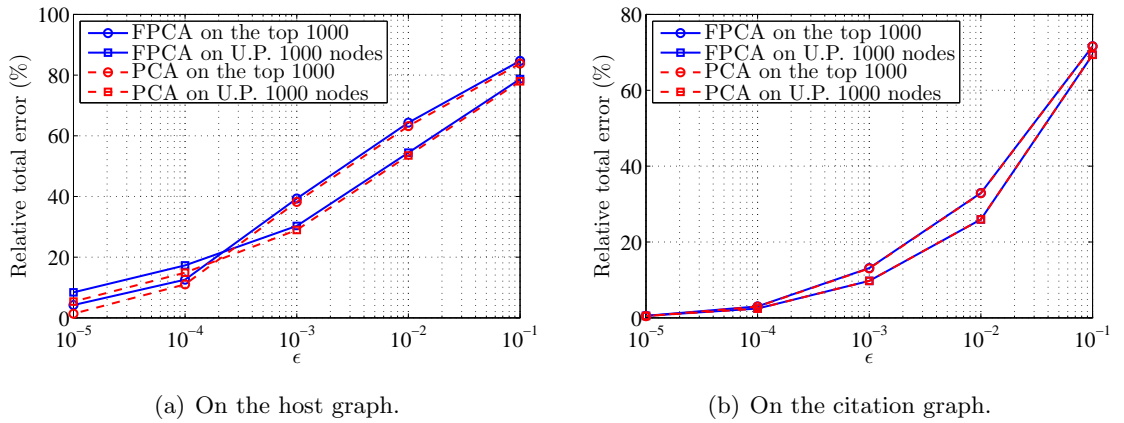 FPCA on the top 1000
FPCA on U.P. 1000 nodes
PCA on the top 1000
PCA on U.P. 1000 nodes
Relative total error (%)
100
80
60
40
20
0
10⁻⁵
10⁻⁴
10⁻³
10⁻²
10⁻¹
ϵ
(a) On the host graph.
FPCA on the top 1000
FPCA on U.P. 1000 nodes
PCA on the top 1000
PCA on U.P. 1000 nodes
Relative total error (%)
80
60
40
20
0
10⁻⁵
10⁻⁴
10⁻³
10⁻²
10⁻¹
ϵ
(b) On the citation graph.